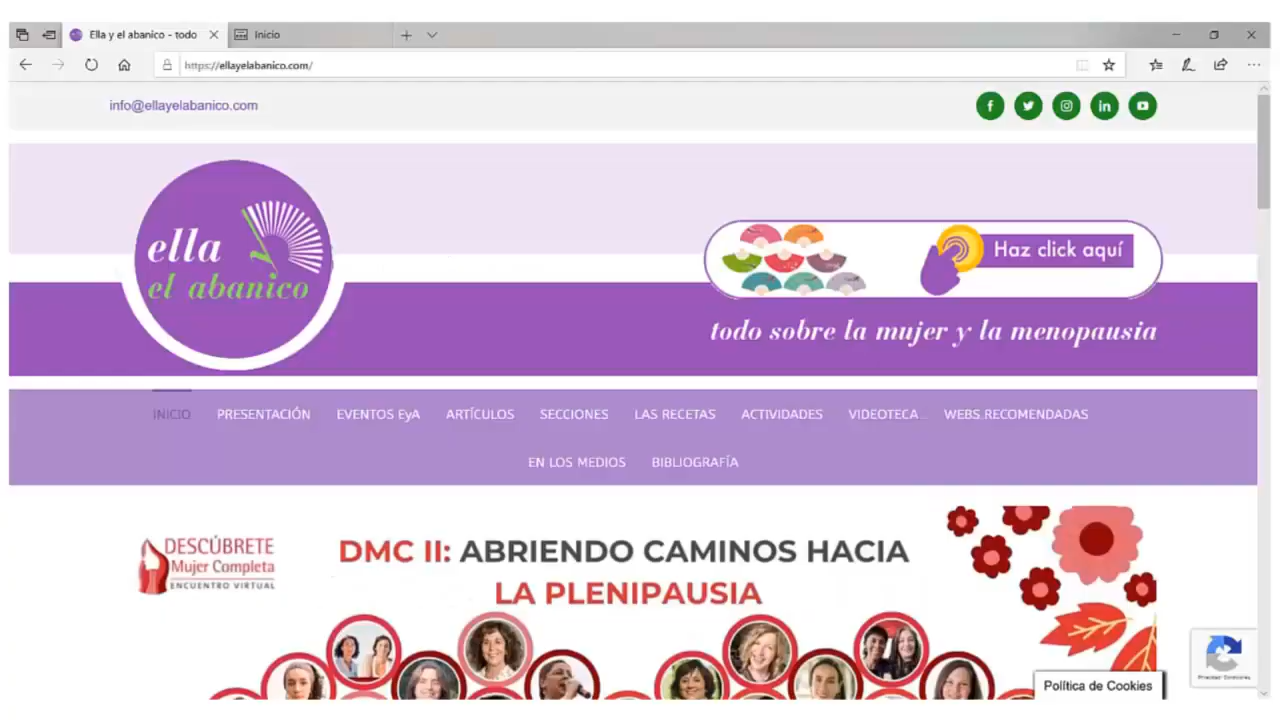 Ella y el abanico - todo
Inicio
https://ellayelabanico.com/
info@ellayelabanico.com
ella
el abanico
Haz click aquí
todo sobre la mujer y la menopausia
INICIO PRESENTACIÓN EVENTOS EyA ARTÍCULOS SECCIONES LAS RECETAS ACTIVIDADES VIDEOTECA... WEBS RECOMENDADAS
EN LOS MEDIOS BIBLIOGRAFÍA
DESCÚBRETE
Mujer Completa
ENCUENTRO VIRTUAL
DMC II: ABRIENDO CAMINOS HACIA
LA PLENIPAUSIA
Política de Cookies